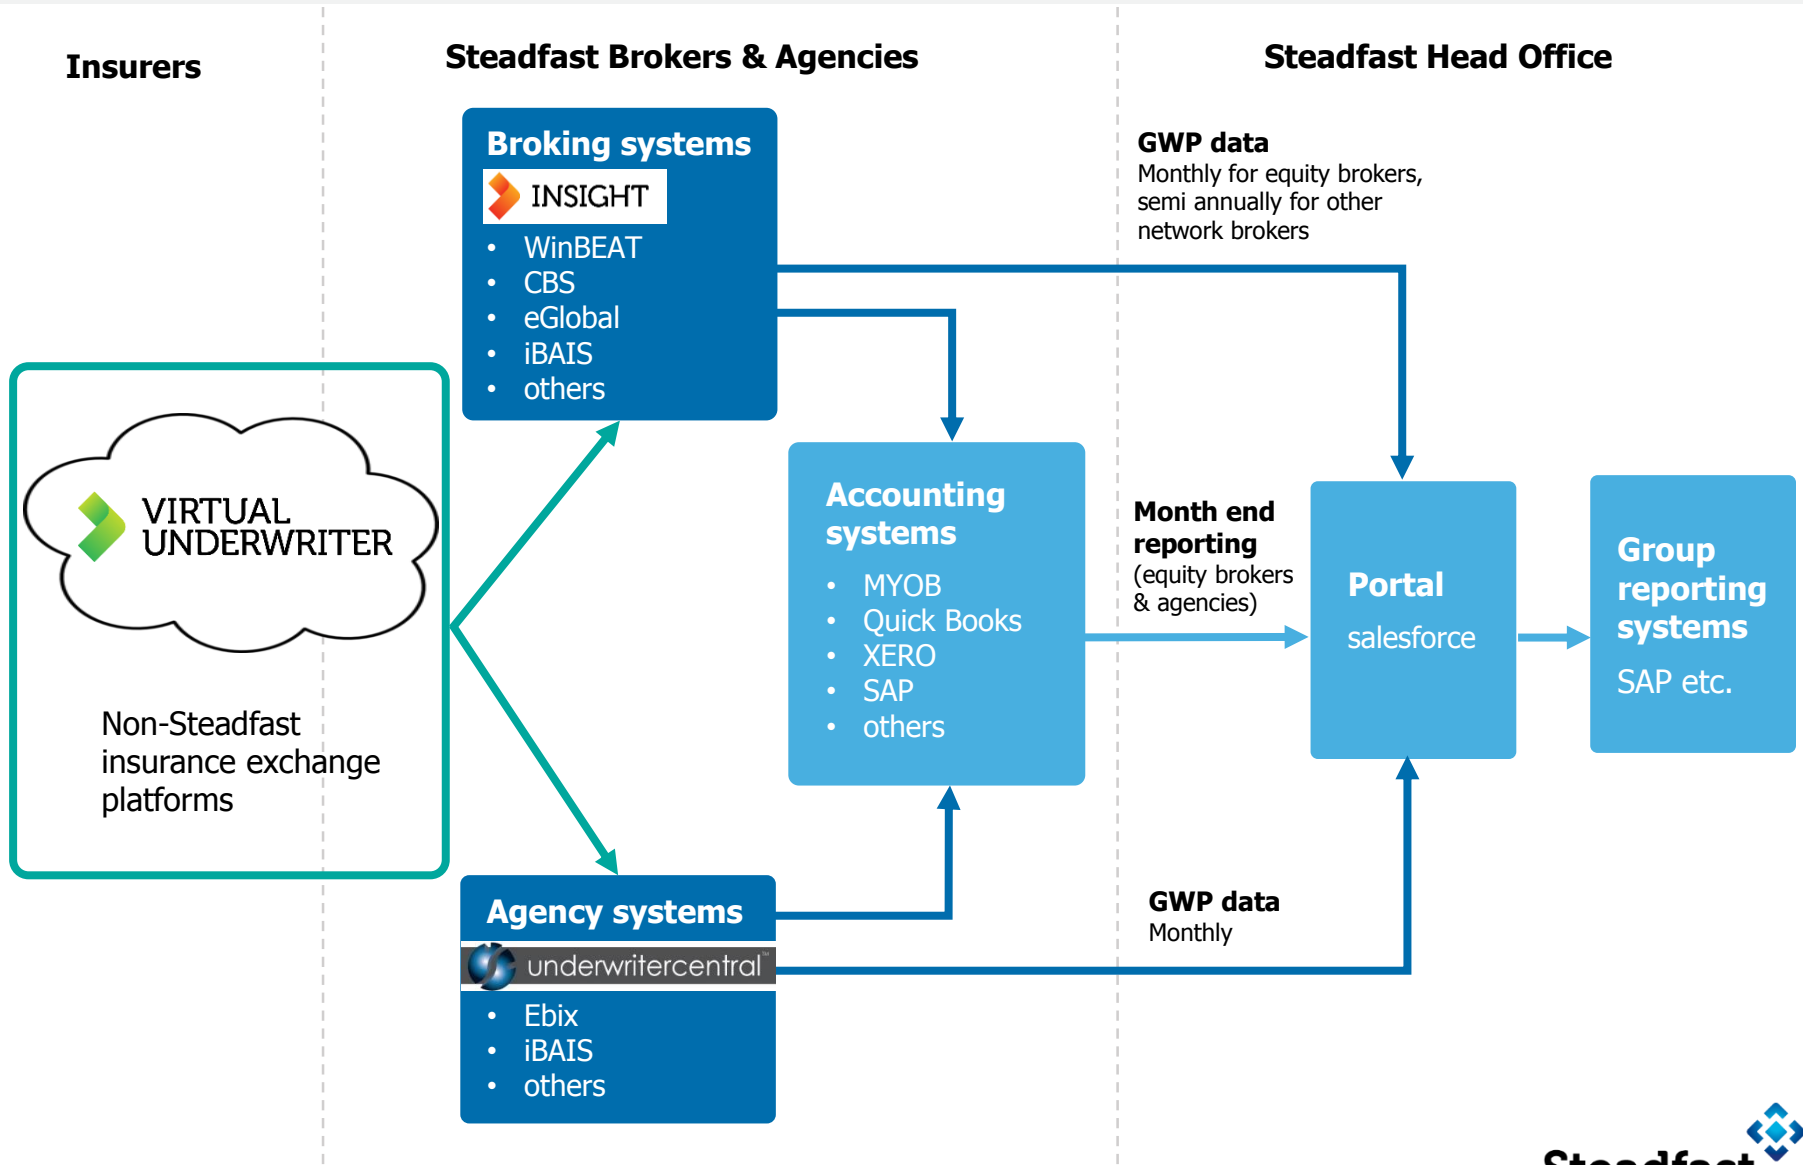 Insurers
Steadfast Brokers & Agencies
Steadfast Head Office
Broking systems
INSIGHT
• WinBEAT
• CBS
• eGlobal
• iBAIS
• others
GWP data
Monthly for equity brokers,
semi annually for other
network brokers
VIRTUAL
UNDERWRITER
Non-Steadfast
insurance exchange
platforms
Accounting
systems
• MYOB
• Quick Books
• XERO
• SAP
• others
Month end
reporting
(equity brokers
& agencies)
Portal
salesforce
Group
reporting
systems
SAP etc.
Agency systems
underwritercentral™
• Ebix
• iBAIS
• others
GWP data
Monthly
Steadfast